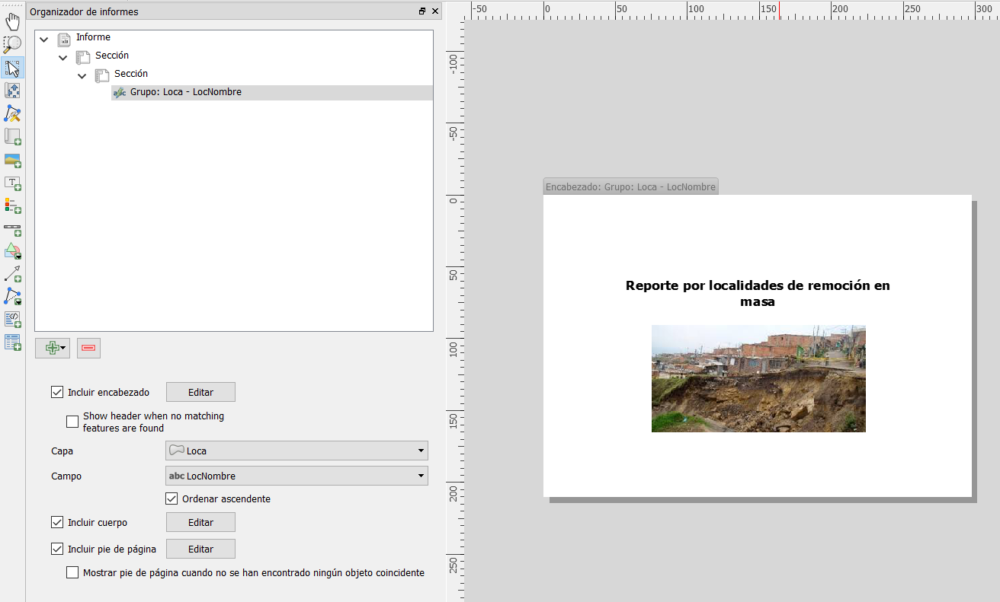 Organizador de informes
Informe
Sección
Sección
abc Grupo: Loca - LocNombre
Incluir encabezado Editar
Show header when no matching
features are found
Capa Loca
Campo abc LocNombre
Ordenar ascendente
Incluir cuerpo Editar
Incluir pie de página Editar
Mostrar pie de página cuando no se han encontrado ningún objeto coincidente
-50 0 50 100 150 200 250 300
-100
-50
0
50
100
150
200
250
Encabezado: Grupo: Loca - LocNombre
Reporte por localidades de remoción en
masa